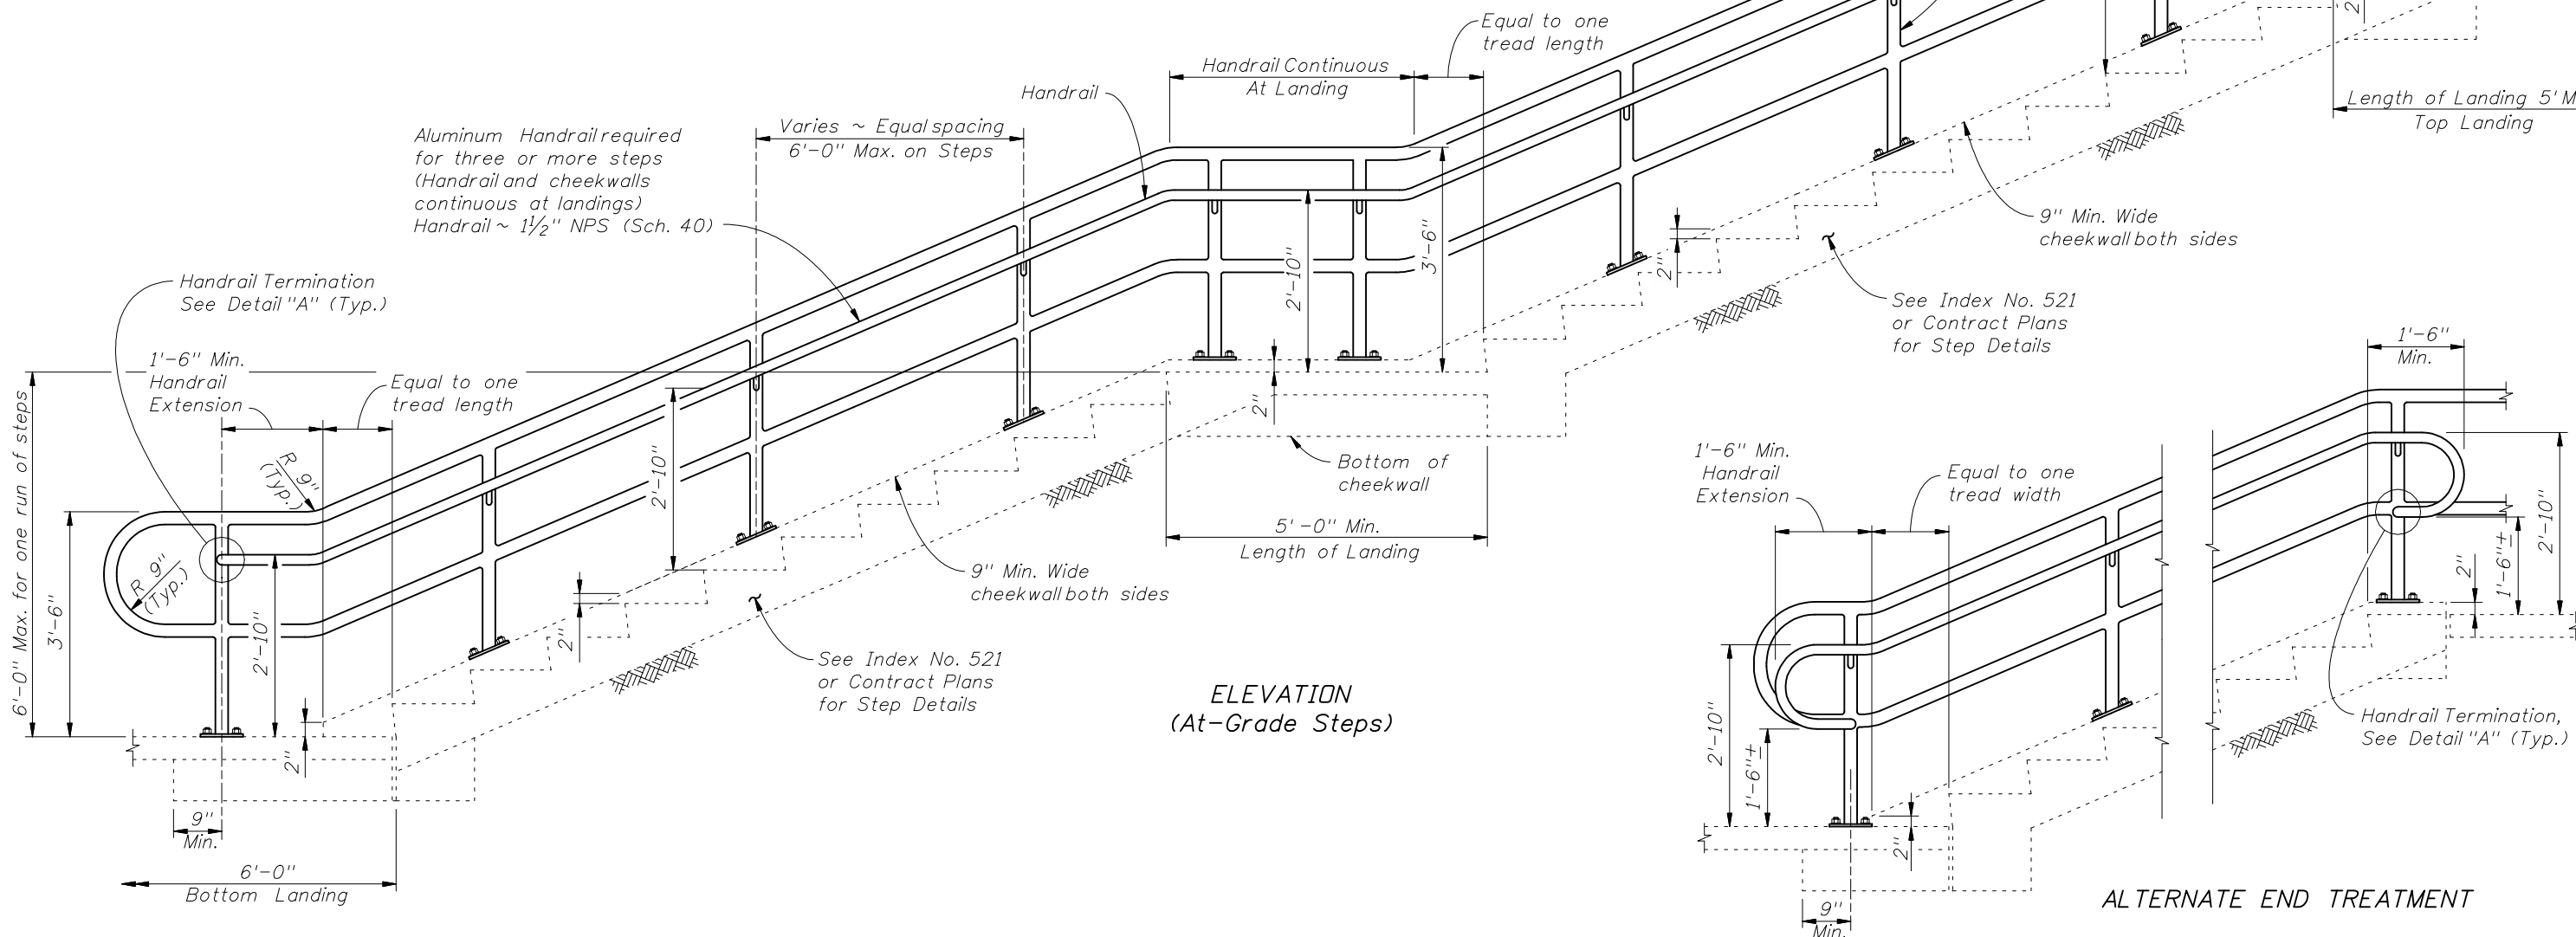 Equal to one
tread length
Handrail Continuous
At Landing
Handrail
Varies ~ Equal spacing
6'-0" Max. on Steps
Aluminum Handrail required
for three or more steps
(Handrail and cheekwalls
continuous at landings)
Handrail ~ 1½" NPS (Sch. 40)
2"
Length of Landing 5' M
Top Landing
9" Min. Wide
cheekwall both sides
2"
See Index No. 521
or Contract Plans
for Step Details
Handrail Termination
See Detail "A" (Typ.)
1'-6" Min.
Handrail
Extension
Equal to one
tread length
6'-0" Max. for one run of steps
3'-6"
R 9"
(Typ.)
R 9"
(Typ.)
2'-10"
2"
9"
Min.
6'-0"
Bottom Landing
2'-10"
2"
2'-10"
3'-6"
2"
Bottom of
cheekwall
5'-0" Min.
Length of Landing
9" Min. Wide
cheekwall both sides
See Index No. 521
or Contract Plans
for Step Details
ELEVATION
(At-Grade Steps)
1'-6"
Min.
1'-6" Min.
Handrail
Extension
Equal to one
tread width
2'-10"
1'-6"±
2"
9"
Min.
2"
1'-6"±
2'-10"
Handrail Termination,
See Detail "A" (Typ.)
ALTERNATE END TREATMENT